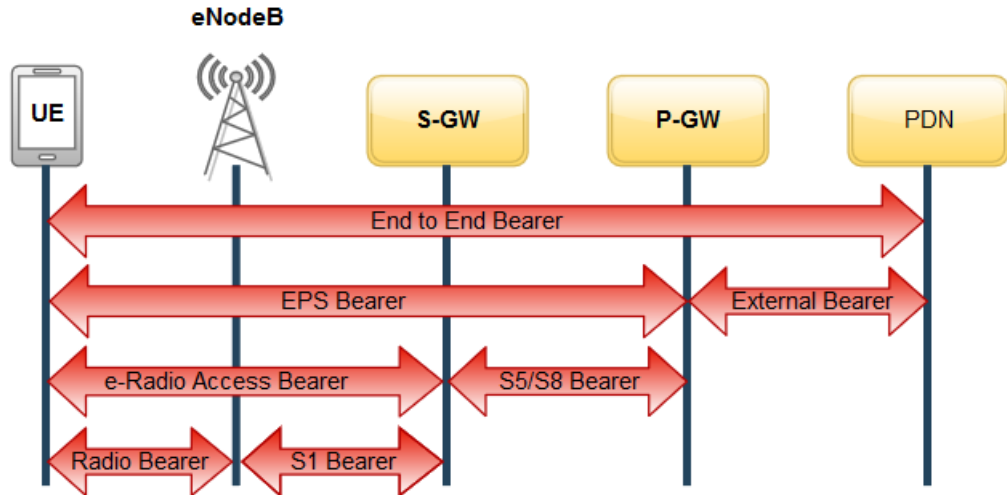 eNodeB
UE
S-GW
P-GW
PDN
End to End Bearer
EPS Bearer
External Bearer
e-Radio Access Bearer
S5/S8 Bearer
Radio Bearer
S1 Bearer